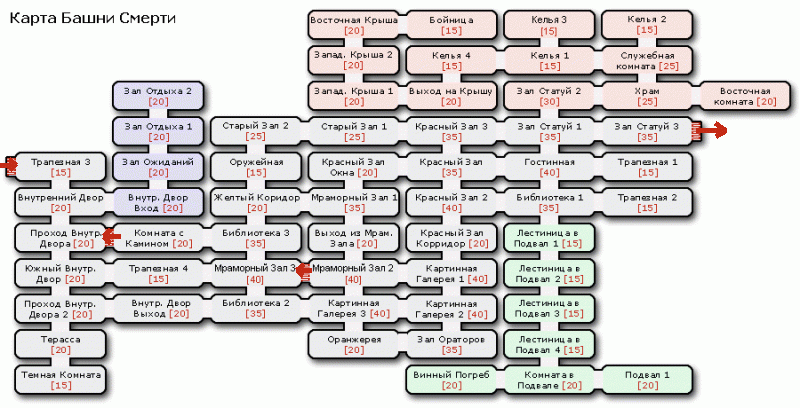 Карта Башни Смерти
Восточная Крыша
[20]
Бойница
[15]
Келья 3
[15]
Келья 2
[15]
Запад. Крыша 2
[20]
Келья 4
[15]
Келья 1
[15]
Служебная
комната [25]
Зал Отдыха 2
[20]
Запад. Крыша 1
[20]
Выход на Крышу
[20]
Зал Статуй 2
[30]
Храм
[25]
Восточная
комната [20]
Зал Отдыха 1
[20]
Старый Зал 2
[25]
Старый Зал 1
[25]
Красный Зал 3
[35]
Зал Статуй 1
[35]
Зал Статуй 3
[35]
Трапезная 3
[15]
Зал Ожиданий
[20]
Оружейная
[15]
Красный Зал
Окна [20]
Красный Зал
[35]
Гостинная
[40]
Трапезная 1
[15]
Внутренний Двор
[20]
Внутр. Двор
Вход [20]
Желтый Коридор
[20]
Мраморный Зал 1
[35]
Красный Зал 2
[40]
Библиотека 1
[35]
Трапезная 2
[15]
Проход Внутр.
Двора [20]
Комната с
Камином [20]
Библиотека 3
[35]
Выход из Мрам.
Зала [20]
Красный Зал
Корридор [20]
Лестиница в
Подвал 1 [15]
Южный Внутр.
Двор [20]
Трапезная 4
[15]
Мраморный Зал 3
[40]
Мраморный Зал 2
[40]
Картинная
Галерея 1 [40]
Лестиница в
Подвал 2 [15]
Проход Внутр.
Двора 2 [20]
Внутр. Двор
Выход [20]
Библиотека 2
[35]
Картинная
Галерея 3 [40]
Картинная
Галерея 2 [40]
Лестиница в
Подвал 3 [15]
Терасса
[20]
Оранжерея
[20]
Зал Ораторов
[35]
Лестиница в
Подвал 4 [15]
Темная Комната
[15]
Винный Погреб
[20]
Комната в
Подвале [20]
Подвал 1
[20]